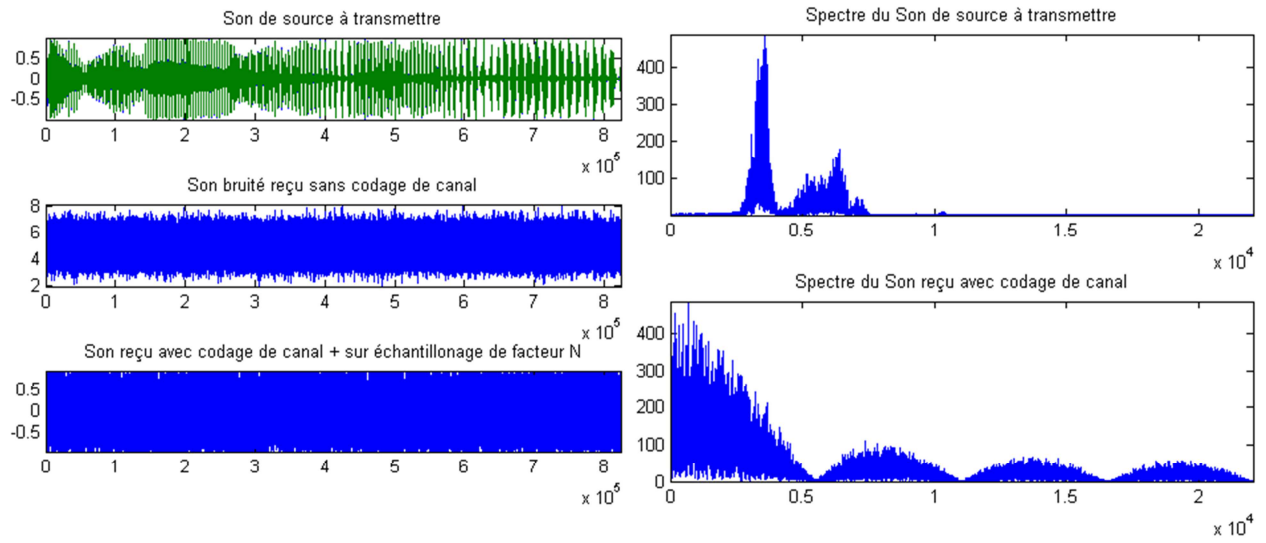 Son de source à transmettre
0.5
0
-0.5
0 1 2 3 4 5 6 7 8
x 10^5
Son bruité reçu sans codage de canal
8
6
4
2
0 1 2 3 4 5 6 7 8
x 10^5
Son reçu avec codage de canal + sur échantillonage de facteur N
0.5
0
-0.5
0 1 2 3 4 5 6 7 8
x 10^5
Spectre du Son de source à transmettre
400
300
200
100
0 0.5 1 1.5 2
x 10^4
Spectre du Son reçu avec codage de canal
400
300
200
100
0
0 0.5 1 1.5 2
x 10^4